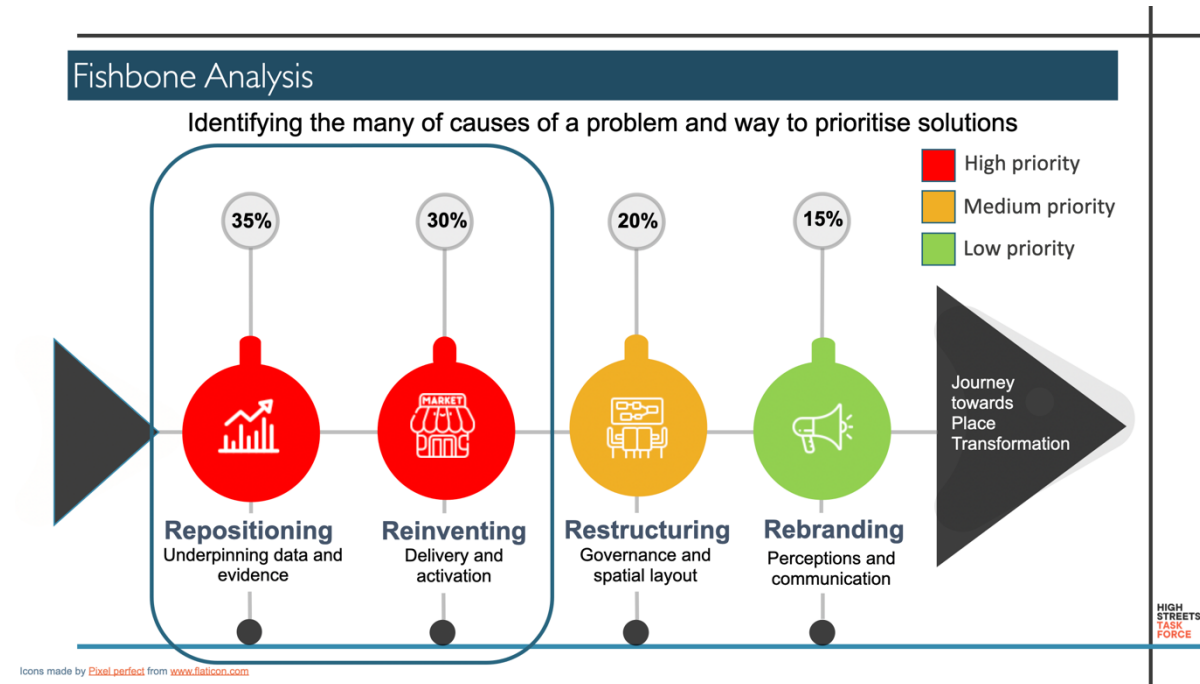 Fishbone Analysis
Identifying the many of causes of a problem and way to prioritise solutions
High priority
Medium priority
Low priority
35%
30%
20%
15%
MARKET
Journey
towards
Place
Transformation
Repositioning
Underpinning data and
evidence
Reinventing
Delivery and
activation
Restructuring
Governance and
spatial layout
Rebranding
Perceptions and
communication
HIGH
STREETS
TASK
FORCE
Icons made by Pixel perfect from www.flaticon.com